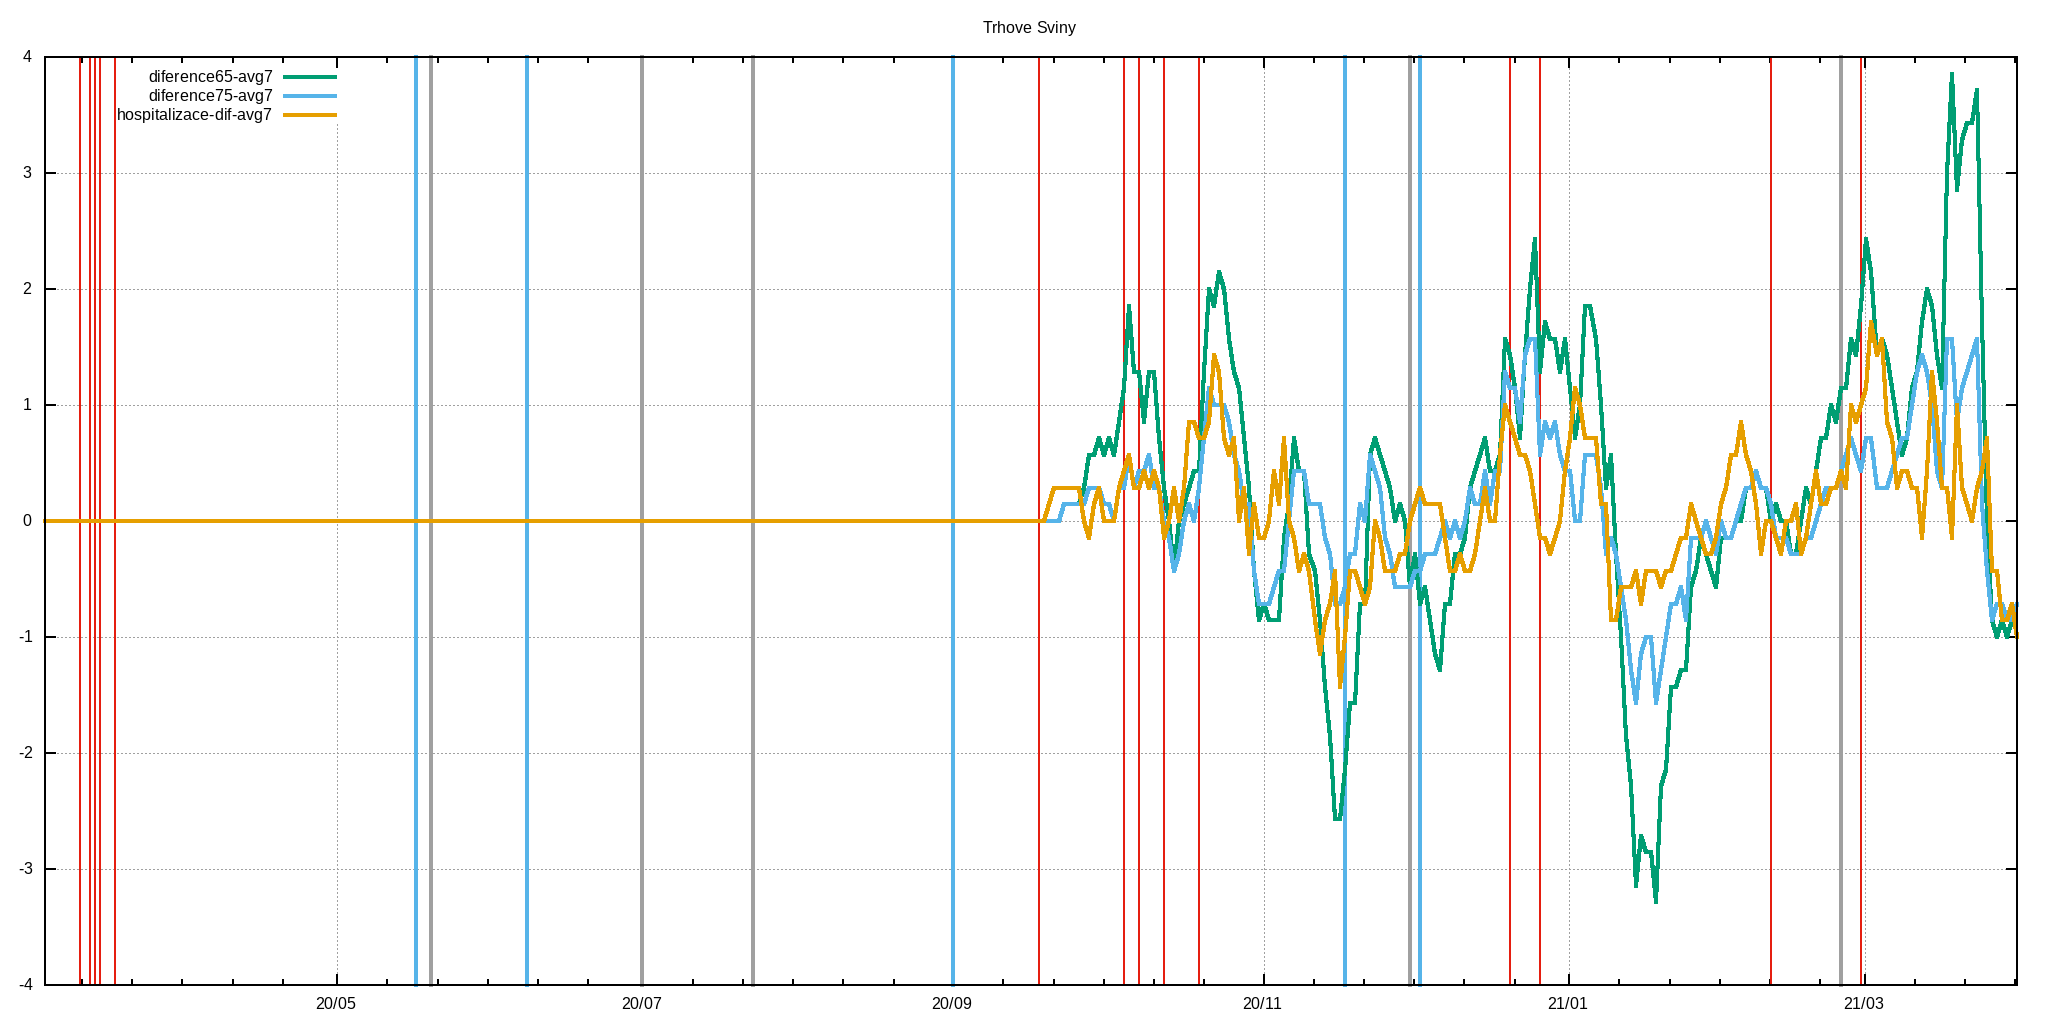 Trhove Sviny
diference65-avg7
diference75-avg7
hospitalizace-dif-avg7
4
3
2
1
0
-1
-2
-3
-4
20/05 20/07 20/09 20/11 21/01 21/03